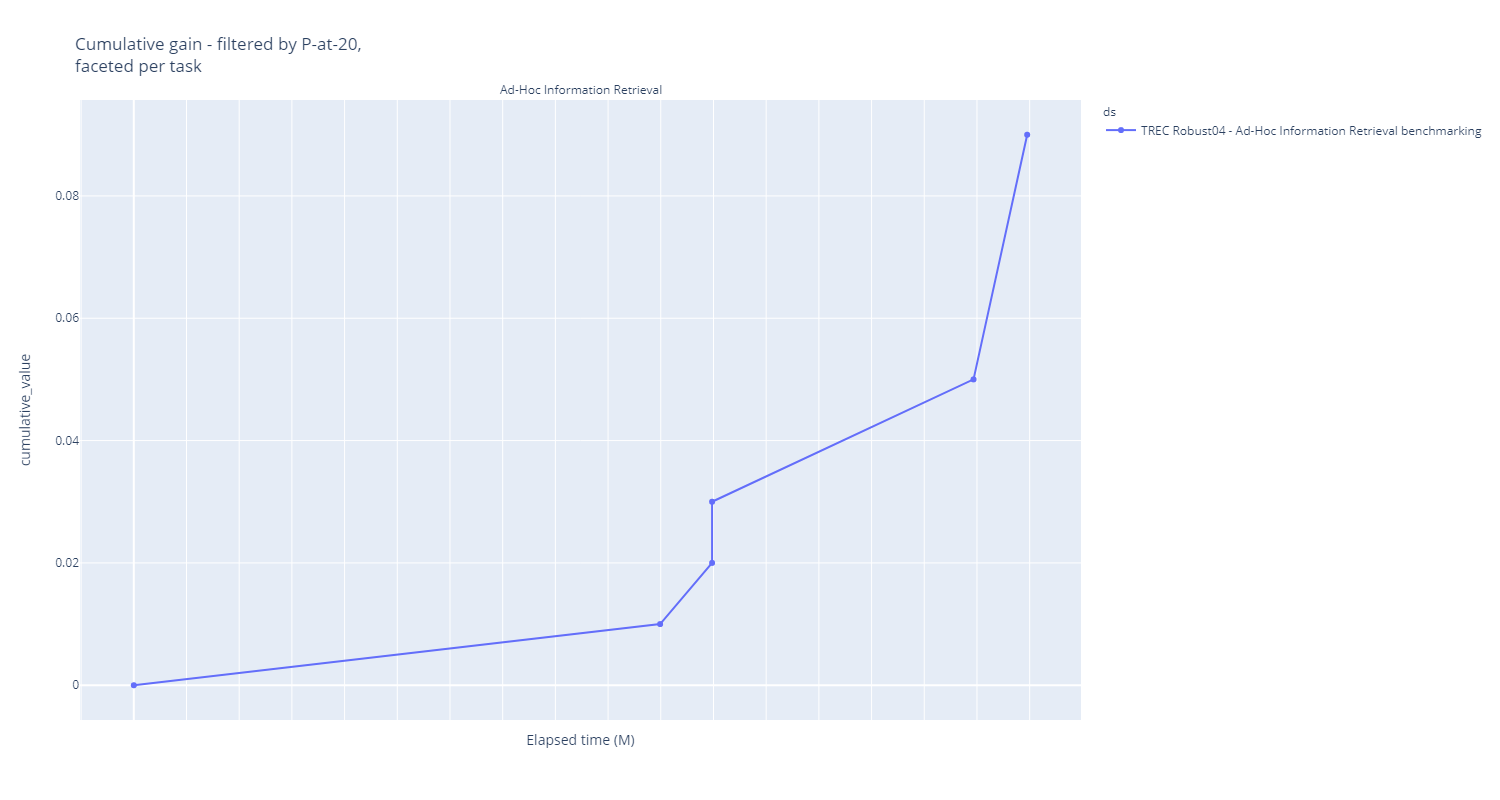 Cumulative gain - filtered by P-at-20,
faceted per task
Ad-Hoc Information Retrieval
ds
TREC Robust04 - Ad-Hoc Information Retrieval benchmarking
0.08
0.06
0.04
0.02
0
cumulative_value
Elapsed time (M)